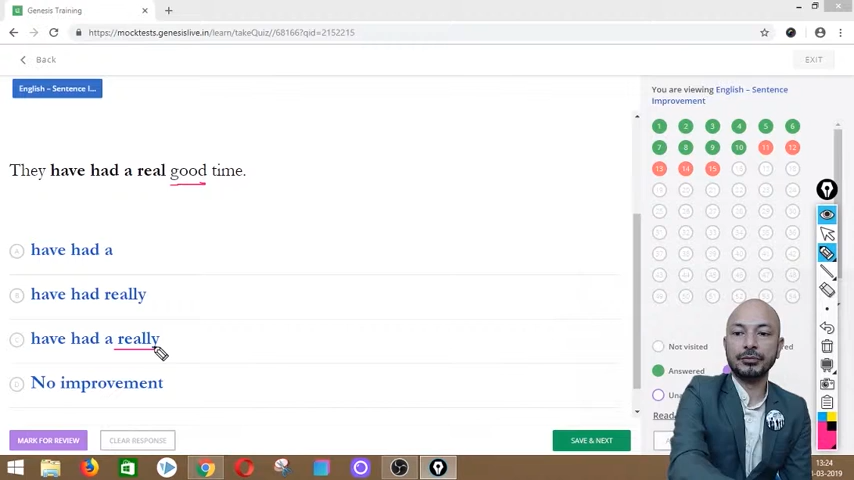 Genesis Training
https://mocktests.genesislive.in/learn/takeQuiz//68166?qid=2152215
Back
EXIT
English – Sentence I...
You are viewing English – Sentence
Improvement
1 2 3 4 5 6
7 8 9 10 11 12
13 14 15
They have had a real good time.
A have had a
B have had really
C have had a really
D No improvement
Not visited
Answered
MARK FOR REVIEW
CLEAR RESPONSE
SAVE & NEXT
13:24
-03-2019